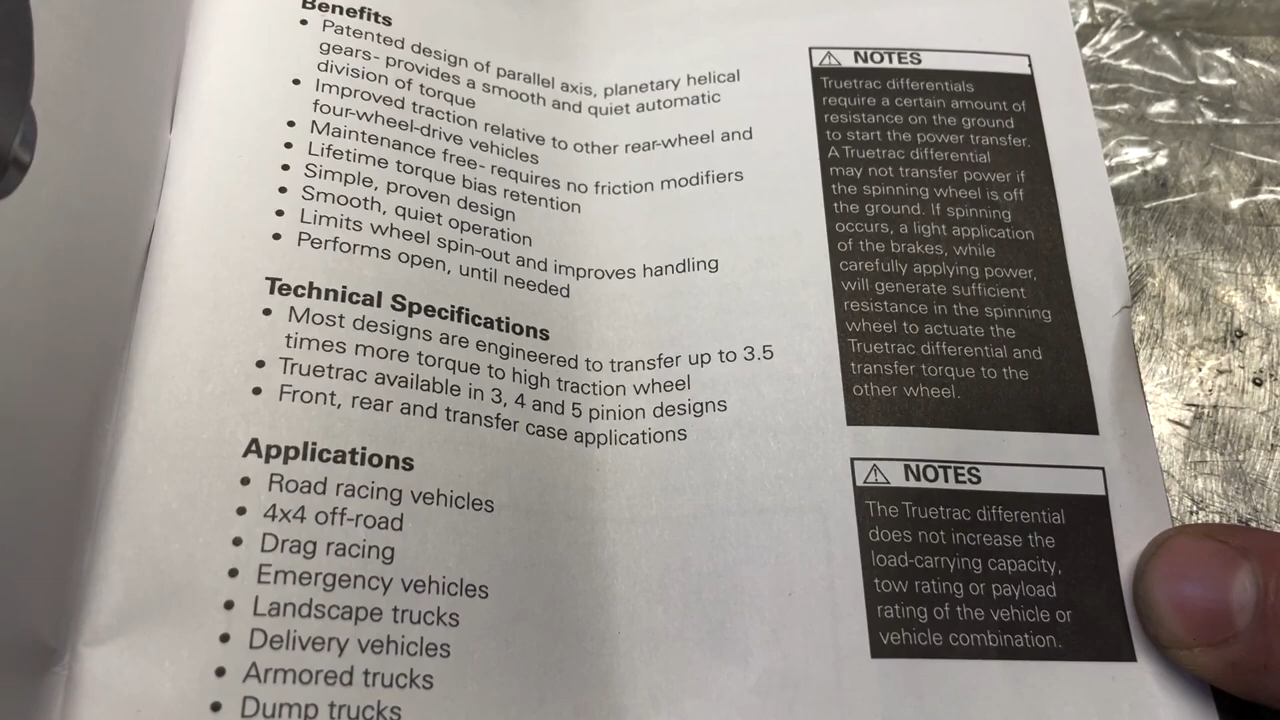 Benefits
• Patented design of parallel axis, planetary helical
gears- provides a smooth and quiet automatic
division of torque
• Improved traction relative to other rear-wheel and
four-wheel-drive vehicles
• Maintenance free- requires no friction modifiers
• Lifetime torque bias retention
• Simple, proven design
• Smooth, quiet operation
• Limits wheel spin-out and improves handling
• Performs open, until needed
Technical Specifications
• Most designs are engineered to transfer up to 3.5
times more torque to high traction wheel
• Truetrac available in 3, 4 and 5 pinion designs
• Front, rear and transfer case applications
Applications
• Road racing vehicles
• 4x4 off-road
• Drag racing
• Emergency vehicles
• Landscape trucks
• Delivery vehicles
• Armored trucks
• Dump trucks
NOTES
Truetrac differentials
require a certain amount of
resistance on the ground
to start the power transfer.
A Truetrac differential
may not transfer power if
the spinning wheel is off
the ground. If spinning
occurs, a light application
of the brakes, while
carefully applying power,
will generate sufficient
resistance in the spinning
wheel to actuate the
Truetrac differential and
transfer torque to the
other wheel.
NOTES
The Truetrac differential
does not increase the
load-carrying capacity,
tow rating or payload
rating of the vehicle or
vehicle combination.